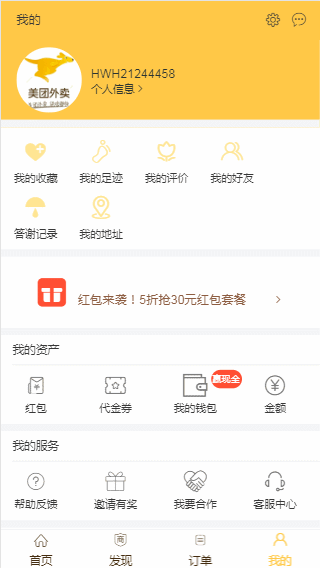 我的
美团外卖
HWH21244458
个人信息 >
我的收藏 我的足迹 我的评价 我的好友
答谢记录 我的地址
红包来袭！5折抢30元红包套餐 >
我的资产
赢现金
红包 代金券 我的钱包 金额
我的服务
帮助反馈 邀请有奖 我要合作 客服中心
商
首页 发现 订单 我的